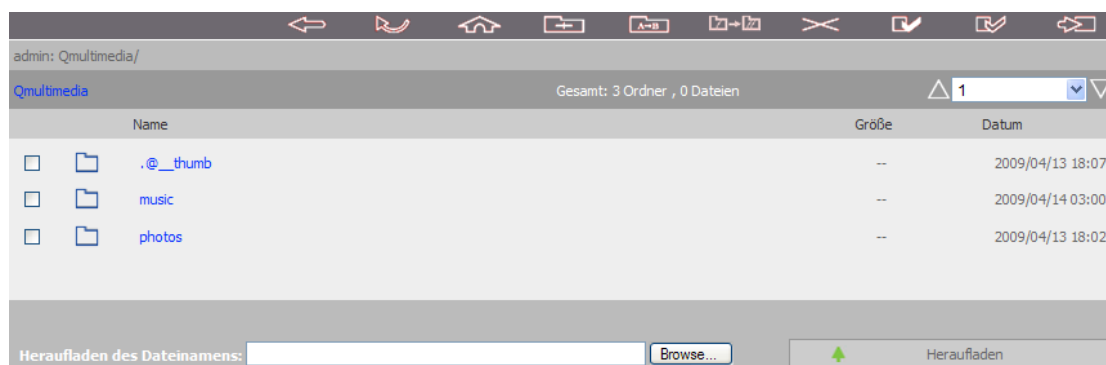 A→B
admin: Qmultimedia/
Qmultimedia Gesamt: 3 Ordner , 0 Dateien 1
Name Größe Datum
.@__thumb -- 2009/04/13 18:07
music -- 2009/04/14 03:00
photos -- 2009/04/13 18:02
Heraufladen des Dateinamens: Browse... Heraufladen